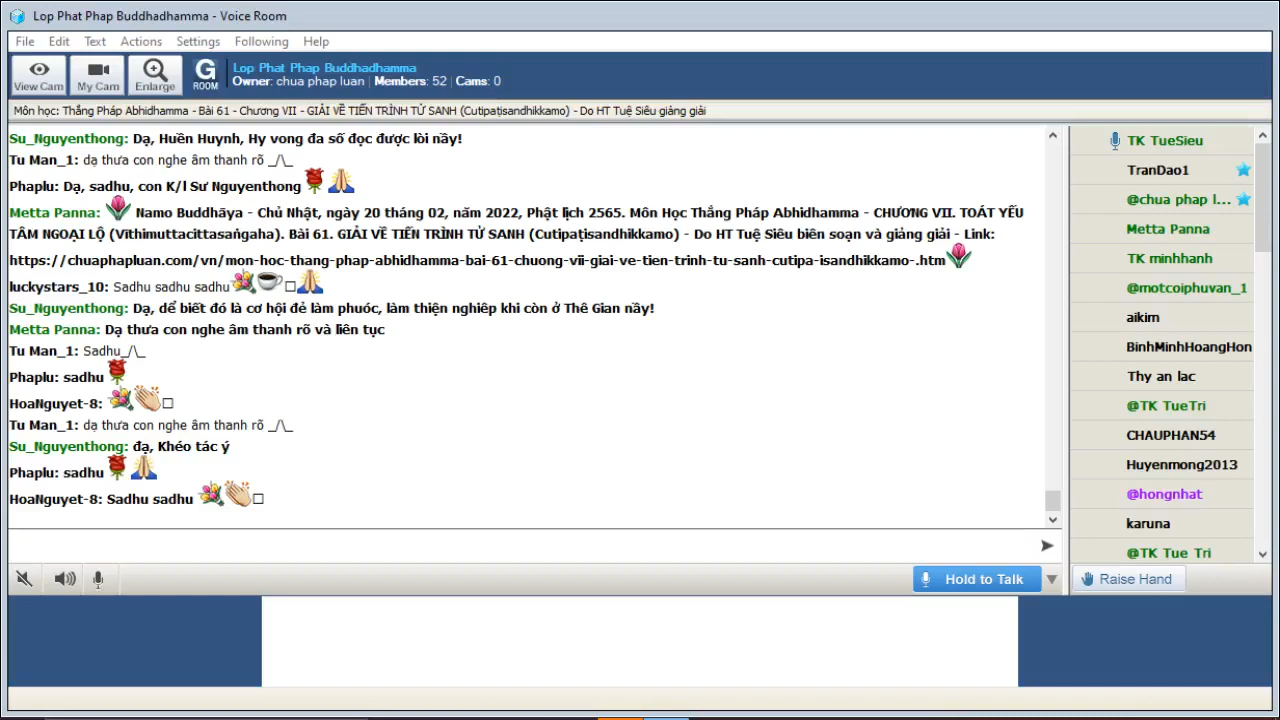 Lop Phat Phap Buddhadhamma - Voice Room
File Edit Text Actions Settings Following Help
View Cam My Cam Enlarge G ROOM
Lop Phat Phap Buddhadhamma
Owner: chua phap luan | Members: 52 | Cams: 0
Môn học: Thắng Pháp Abhidhamma - Bài 61 - Chương VII - GIẢI VỀ TIẾN TRÌNH TỬ SANH (Cutipaṭisandhikkamo) - Do HT Tuệ Siêu giảng giải
Su_Nguyenthong: Dạ, Huền Huynh, Hy vong đa số đọc được lòi nầy!
Tu Man_1: dạ thưa con nghe âm thanh rõ _/\_
Phaplu: Dạ, sadhu, con K/l Sư Nguyenthong
Metta Panna: Namo Buddhāya - Chủ Nhật, ngày 20 tháng 02, năm 2022, Phật lịch 2565. Môn Học Thắng Pháp Abhidhamma - CHƯƠNG VII. TOÁT YẾU
TÂM NGOẠI LỘ (Vīthimuttacittasaṅgaha). Bài 61. GIẢI VỀ TIẾN TRÌNH TỬ SANH (Cutipaṭisandhikkamo) - Do HT Tuệ Siêu biên soạn và giảng giải - Link:
https://chuaphapluan.com/vn/mon-hoc-thang-phap-abhidhamma-bai-61-chuong-vii-giai-ve-tien-trinh-tu-sanh-cutipa-isandhikkamo-.htm
luckystars_10: Sadhu sadhu sadhu
Su_Nguyenthong: Dạ, dể biết đó là cơ hội đẻ làm phuóc, làm thiện nghiêp khi còn ở Thê Gian nầy!
Metta Panna: Dạ thưa con nghe âm thanh rõ và liên tục
Tu Man_1: Sadhu_/\_
Phaplu: sadhu
HoaNguyet-8:
Tu Man_1: dạ thưa con nghe âm thanh rõ _/\_
Su_Nguyenthong: đạ, Khéo tác ý
Phaplu: sadhu
HoaNguyet-8: Sadhu sadhu
TK TueSieu
TranDao1
@chua phap l...
Metta Panna
TK minhhanh
@motcoiphuvan_1
aikim
BinhMinhHoangHon
Thy an lac
@TK TueTri
CHAUPHAN54
Huyenmong2013
@hongnhat
karuna
@TK Tue Tri
Hold to Talk
Raise Hand